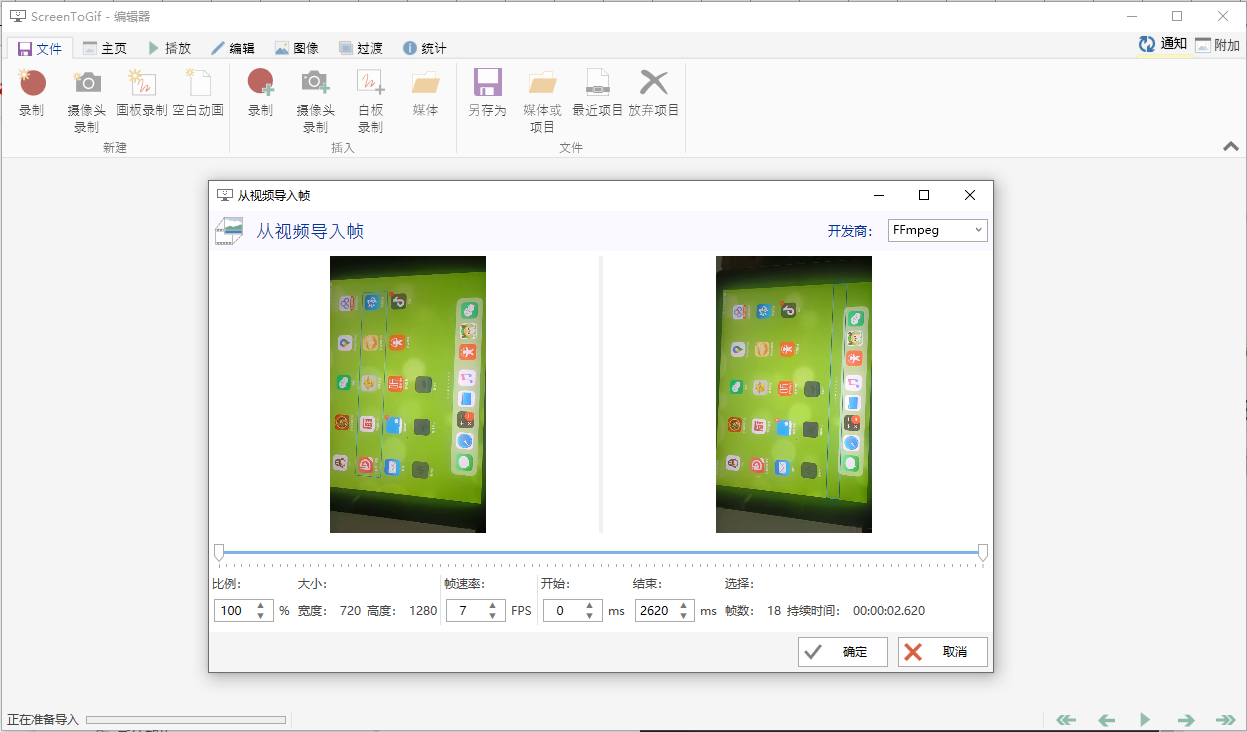 ScreenToGif - 编辑器
文件 主页 播放 编辑 图像 过渡 统计 通知 附加
录制 摄像头录制 画板录制 空白动画 录制 摄像头录制 白板录制 媒体 另存为 媒体或项目 最近项目 放弃项目
新建 插入 文件
从视频导入帧
从视频导入帧 开发商: FFmpeg
比例: 大小: 帧速率: 开始: 结束: 选择:
100 % 宽度: 720 高度: 1280 7 FPS 0 ms 2620 ms 帧数: 18 持续时间: 00:00:02.620
确定 取消
正在准备导入